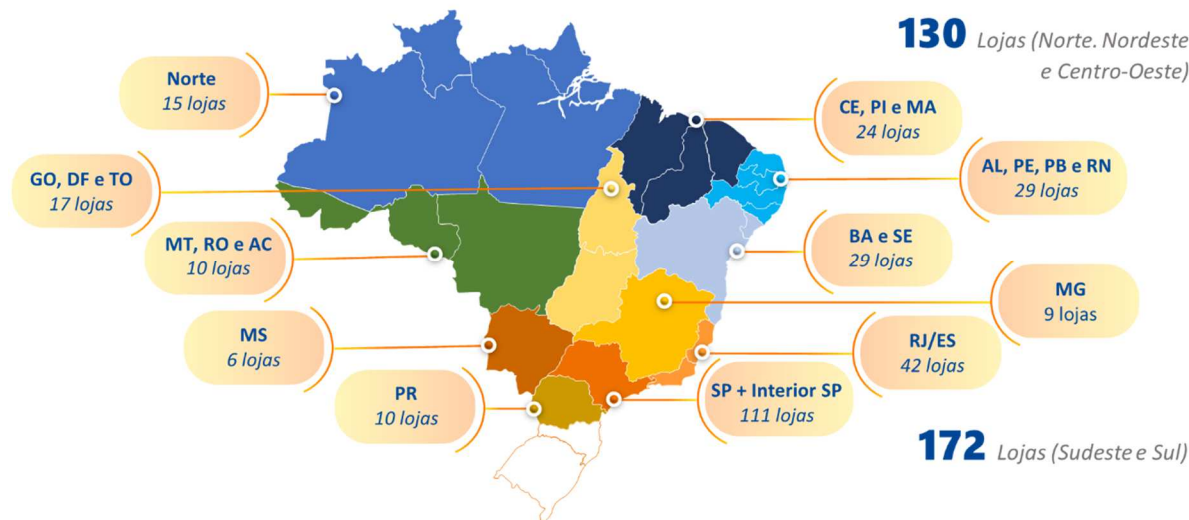 130 Lojas (Norte. Nordeste
e Centro-Oeste)
Norte
15 lojas
CE, PI e MA
24 lojas
GO, DF e TO
17 lojas
AL, PE, PB e RN
29 lojas
MT, RO e AC
10 lojas
BA e SE
29 lojas
MG
9 lojas
MS
6 lojas
RJ/ES
42 lojas
PR
10 lojas
SP + Interior SP
111 lojas
172 Lojas (Sudeste e Sul)